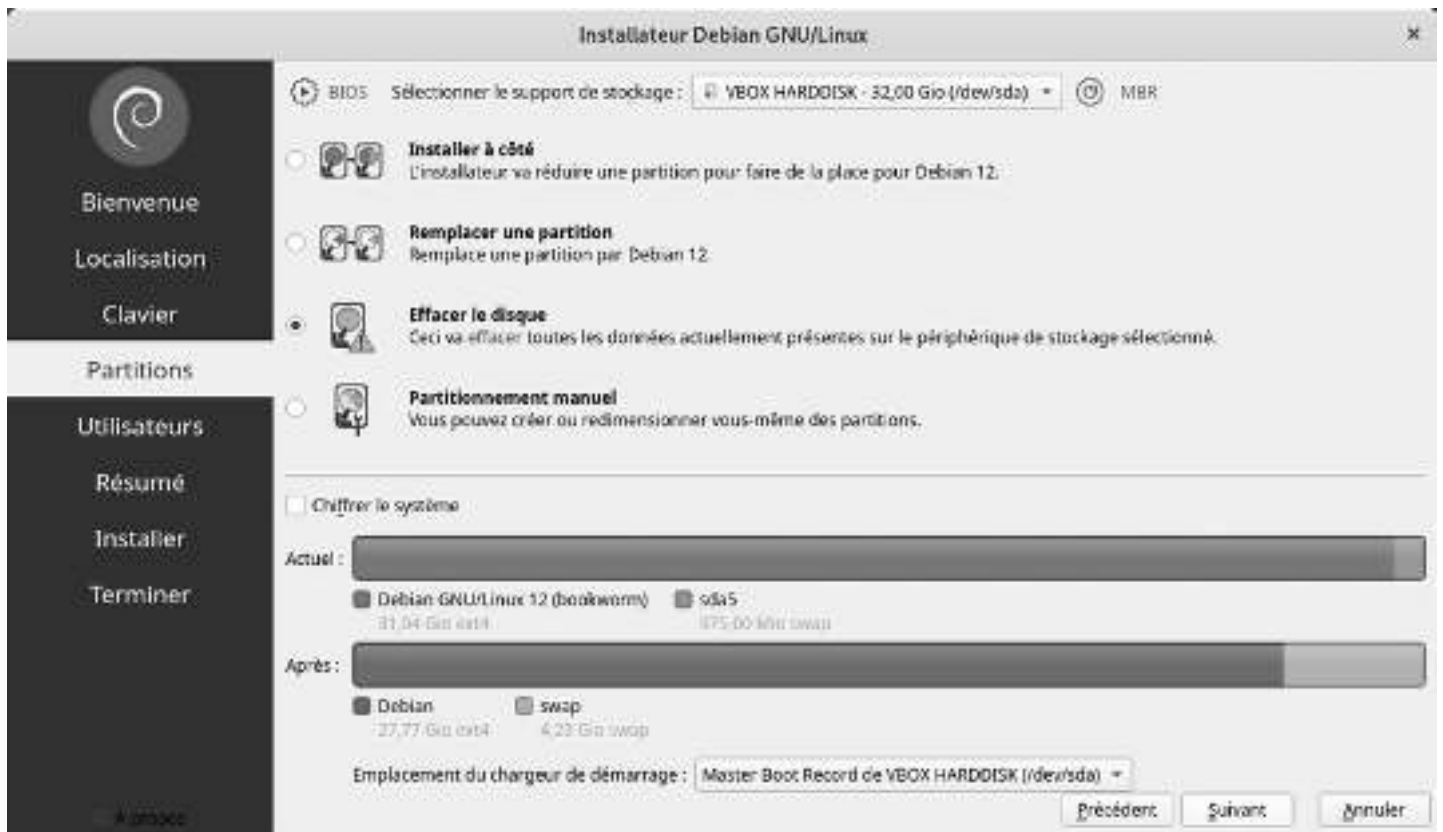 Installateur Debian GNU/Linux
BIOS Sélectionner le support de stockage : VBOX HARDDISK - 32,00 Gio (/dev/sda) MBR
Installer à côté
L'installateur va réduire une partition pour faire de la place pour Debian 12.
Bienvenue
Remplacer une partition
Remplace une partition par Debian 12.
Localisation
Clavier
Effacer le disque
Ceci va effacer toutes les données actuellement présentes sur le périphérique de stockage sélectionné.
Partitions
Partitionnement manuel
Vous pouvez créer ou redimensionner vous-même des partitions.
Utilisateurs
Résumé
Chiffrer le système
Installer
Actuel :
Terminer
Debian GNU/Linux 12 (bookworm) sda5
31,04 Gio ext4 975,00 Mio swap
Après :
Debian swap
27,77 Gio ext4 4,23 Gio swap
Emplacement du chargeur de démarrage : Master Boot Record de VBOX HARDDISK (/dev/sda)
À propos
Précédent Suivant Annuler